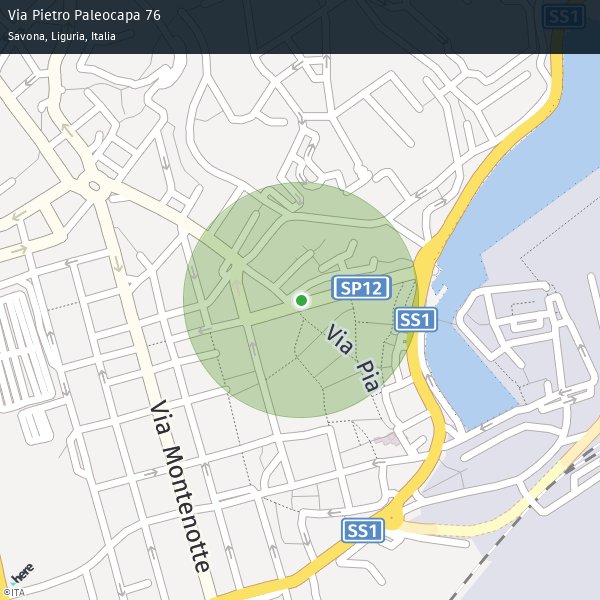 Via Pietro Paleocapa 76
Savona, Liguria, Italia
SS1
SP12
SS1
Via Pia
Via Montenotte
SS1
here
©ITA